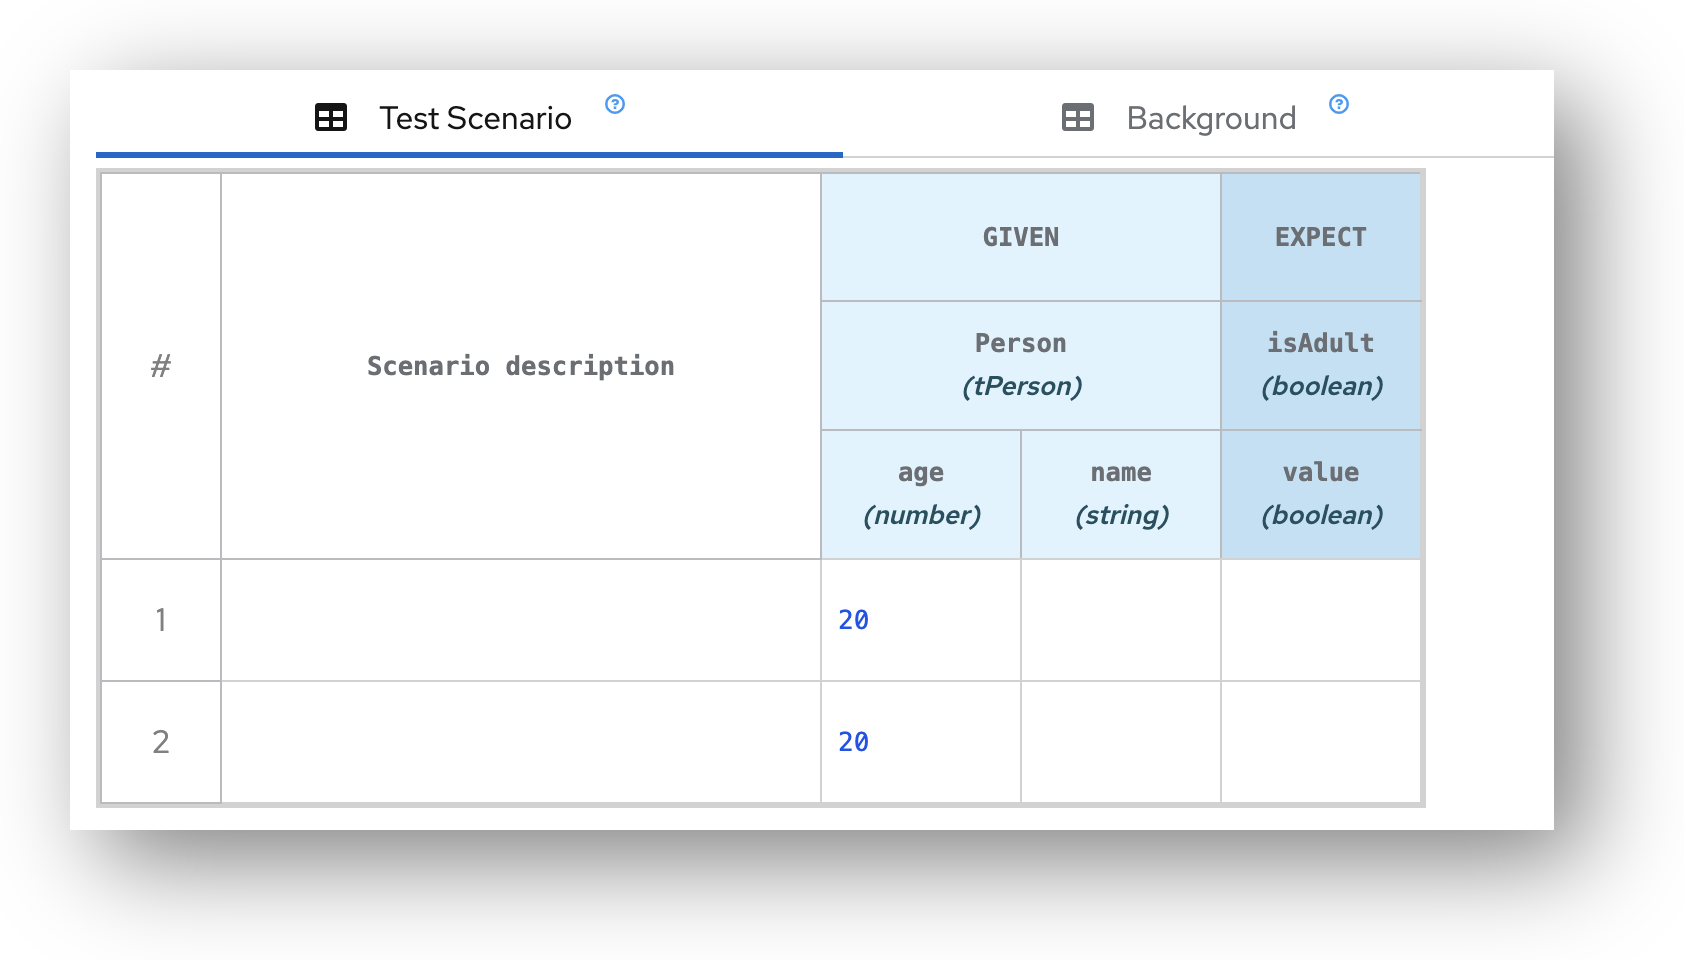 Test Scenario ?
Background ?
#
Scenario description
GIVEN
EXPECT
Person
(tPerson)
isAdult
(boolean)
age
(number)
name
(string)
value
(boolean)
1
20
2
20